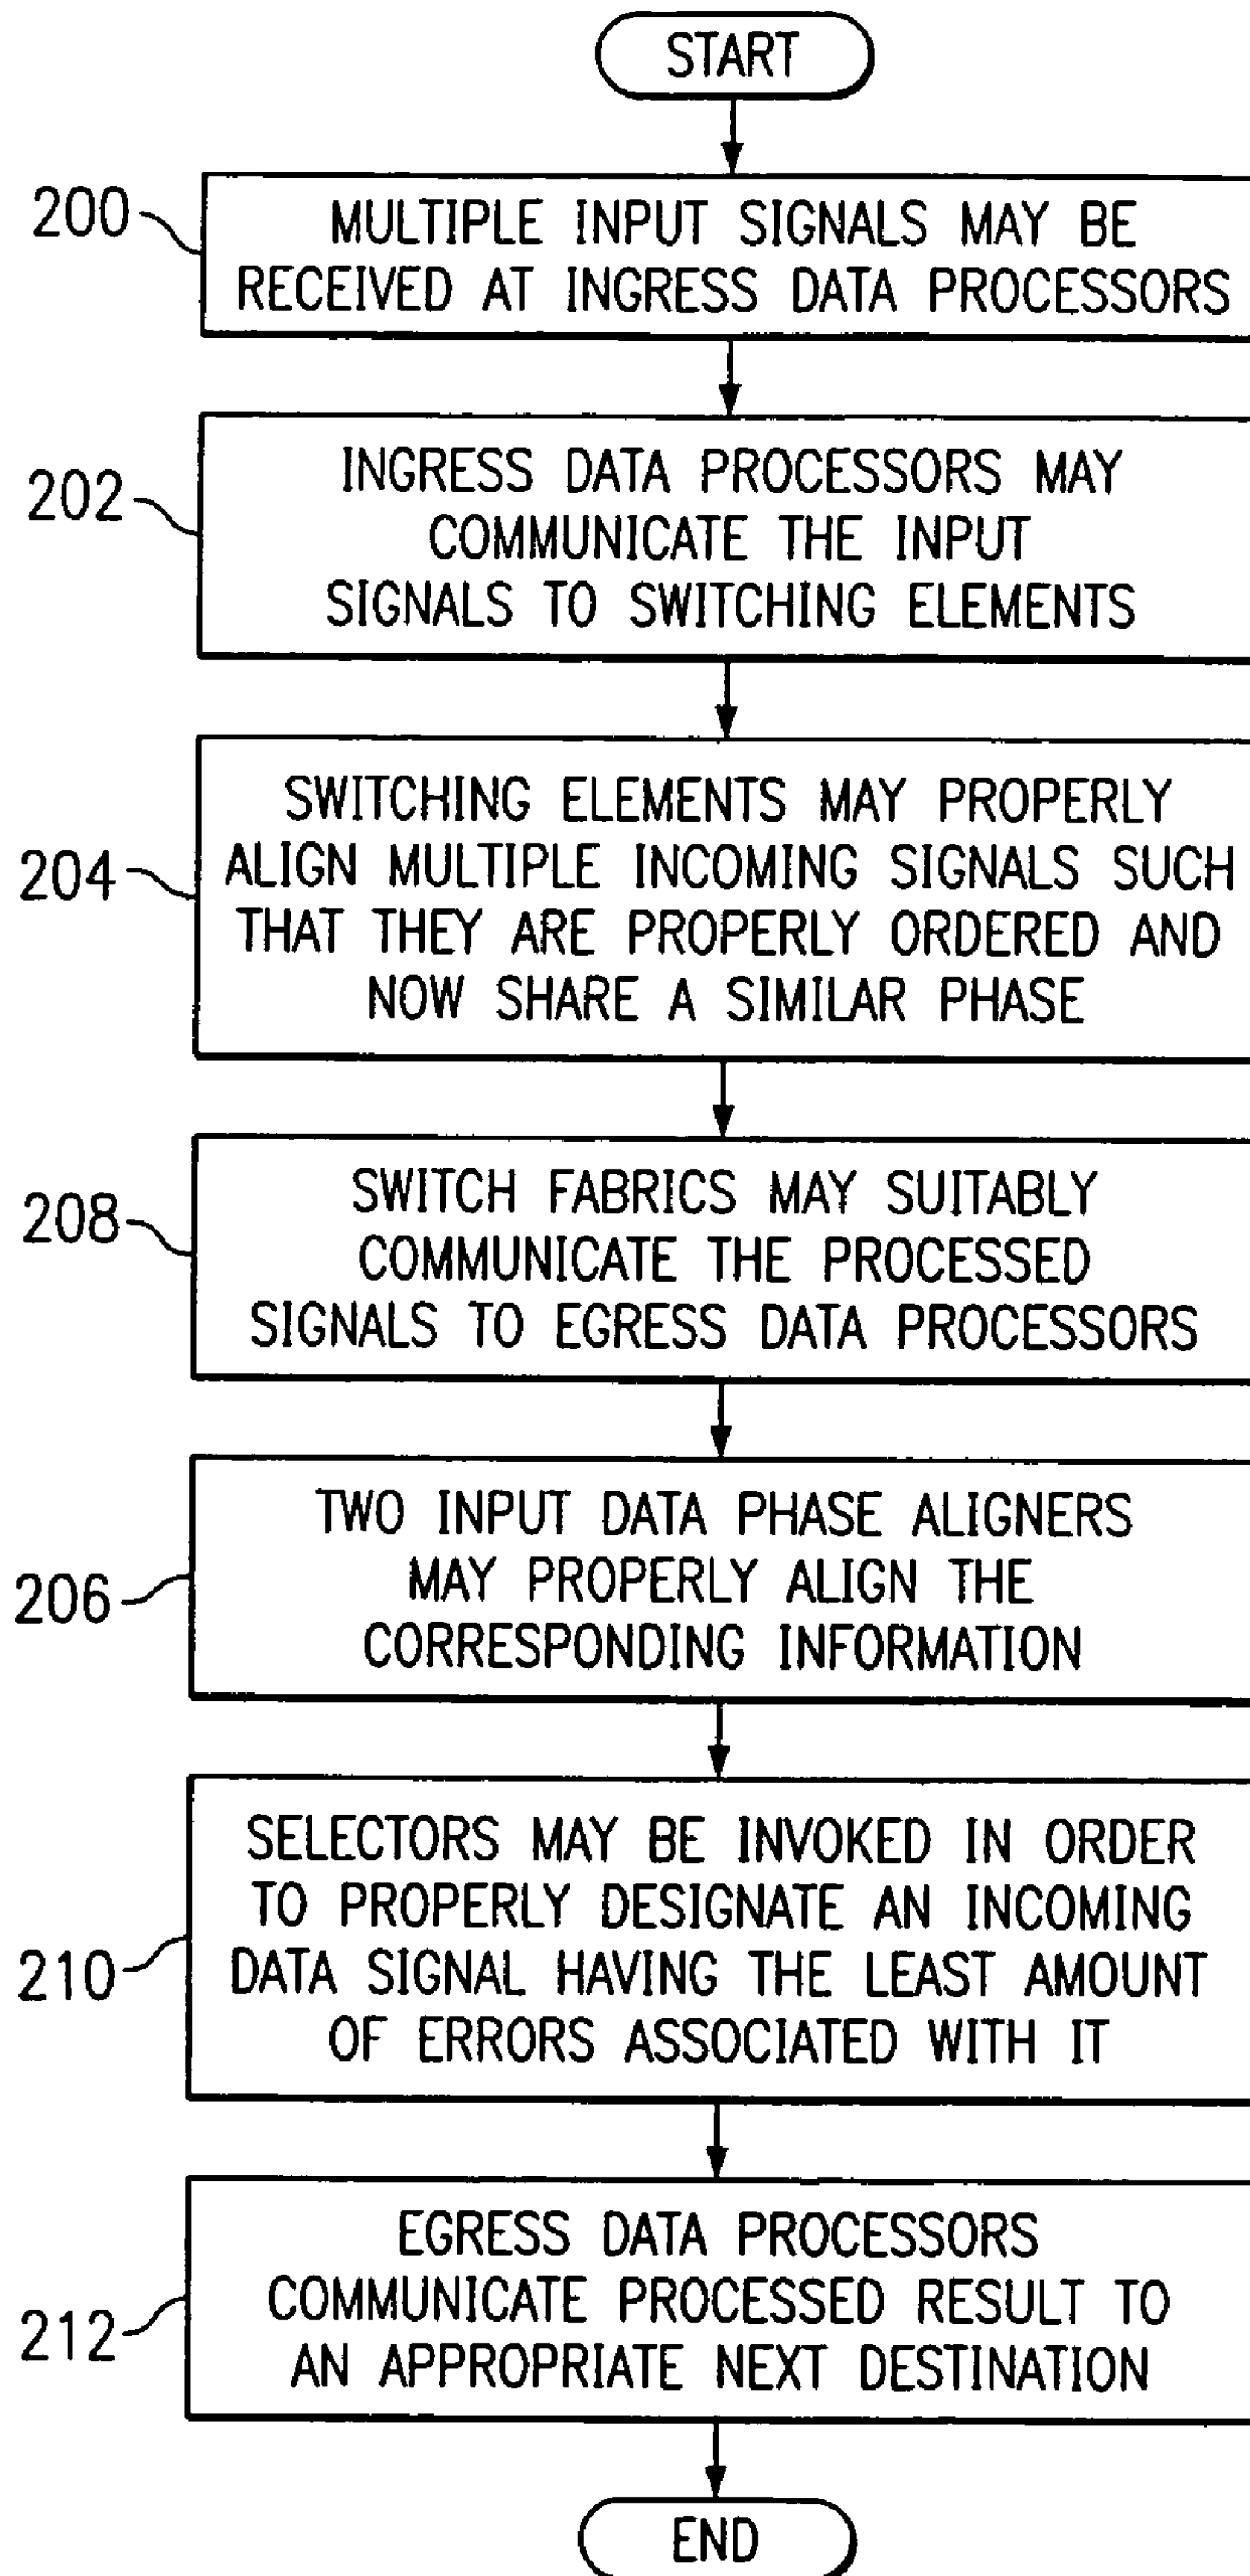 START
200
MULTIPLE INPUT SIGNALS MAY BE
RECEIVED AT INGRESS DATA PROCESSORS
202
INGRESS DATA PROCESSORS MAY
COMMUNICATE THE INPUT
SIGNALS TO SWITCHING ELEMENTS
204
SWITCHING ELEMENTS MAY PROPERLY
ALIGN MULTIPLE INCOMING SIGNALS SUCH
THAT THEY ARE PROPERLY ORDERED AND
NOW SHARE A SIMILAR PHASE
208
SWITCH FABRICS MAY SUITABLY
COMMUNICATE THE PROCESSED
SIGNALS TO EGRESS DATA PROCESSORS
206
TWO INPUT DATA PHASE ALIGNERS
MAY PROPERLY ALIGN THE
CORRESPONDING INFORMATION
210
SELECTORS MAY BE INVOKED IN ORDER
TO PROPERLY DESIGNATE AN INCOMING
DATA SIGNAL HAVING THE LEAST AMOUNT
OF ERRORS ASSOCIATED WITH IT
212
EGRESS DATA PROCESSORS
COMMUNICATE PROCESSED RESULT TO
AN APPROPRIATE NEXT DESTINATION
END